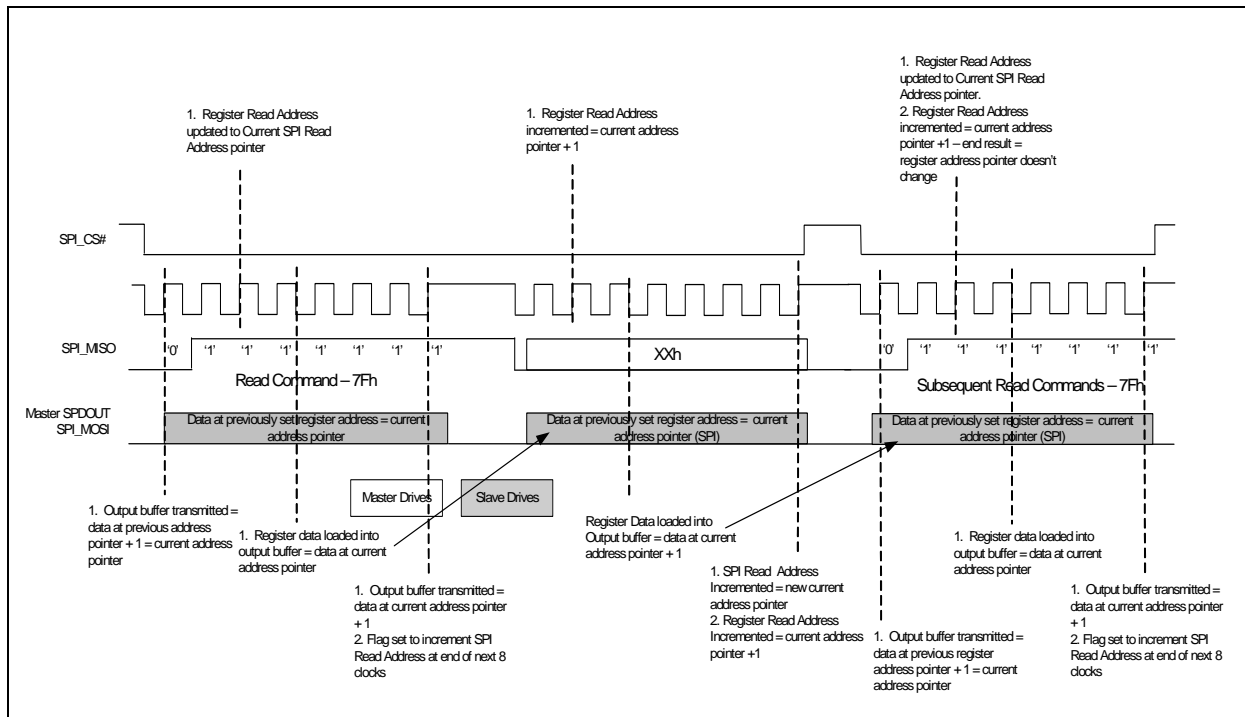 1. Register Read Address
updated to Current SPI Read
Address pointer
1. Register Read Address
incremented = current address
pointer + 1
1. Register Read Address
updated to Current SPI Read
Address pointer.
2. Register Read Address
incremented = current address
pointer +1 – end result =
register address pointer doesn't
change
SPI_CS#
SPI_MISO
'0' '1' '1' '1' '1' '1' '1' '1'
XXh
'0' '1' '1' '1' '1' '1' '1' '1'
Read Command – 7Fh
Subsequent Read Commands – 7Fh
Master SPDOUT
SPI_MOSI
Data at previously set register address = current
address pointer
Data at previously set register address = current
address pointer (SPI)
Data at previously set register address = current
address pointer (SPI)
Master Drives
Slave Drives
1. Output buffer transmitted =
data at previous address
pointer + 1 = current address
pointer
1. Register data loaded into
output buffer = data at current
address pointer
1. Output buffer transmitted =
data at current address pointer
+ 1
2. Flag set to increment SPI
Read Address at end of next 8
clocks
Register Data loaded into
Output buffer = data at current
address pointer + 1
1. SPI Read Address
Incremented = new current
address pointer
2. Register Read Address
Incremented = current address
pointer +1
1. Output buffer transmitted =
data at previous register
address pointer + 1 = current
address pointer
1. Register data loaded into
output buffer = data at current
address pointer
1. Output buffer transmitted =
data at current address pointer
+ 1
2. Flag set to increment SPI
Read Address at end of next 8
clocks